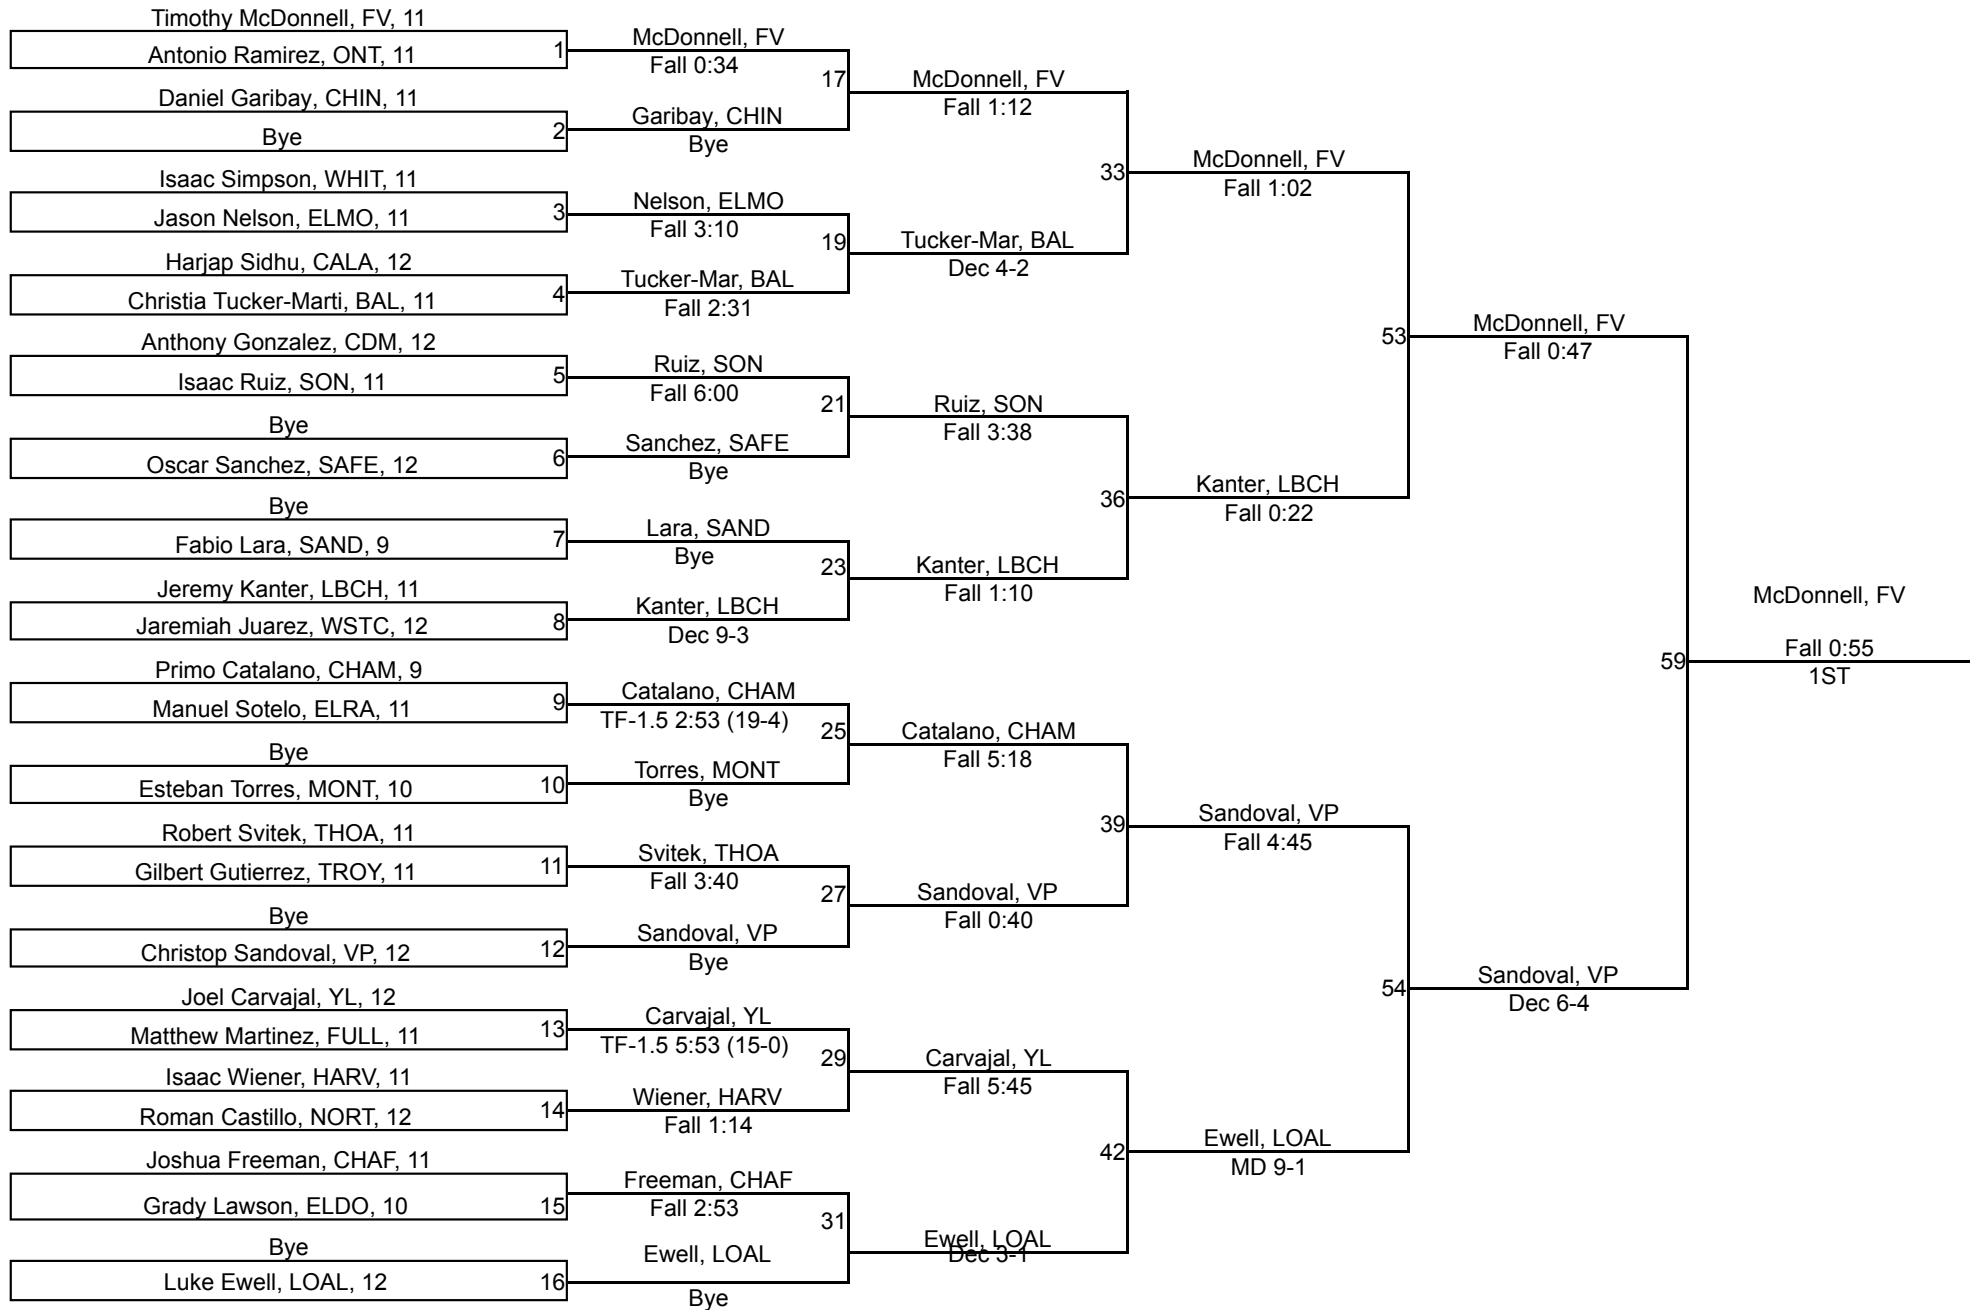 Timothy McDonnell, FV, 11
Antonio Ramirez, ONT, 11
1
Daniel Garibay, CHIN, 11
Bye
2
Isaac Simpson, WHIT, 11
Jason Nelson, ELMO, 11
3
Harjap Sidhu, CALA, 12
Christia Tucker-Marti, BAL, 11
4
Anthony Gonzalez, CDM, 12
Isaac Ruiz, SON, 11
5
Bye
Oscar Sanchez, SAFE, 12
6
Bye
Fabio Lara, SAND, 9
7
Jeremy Kanter, LBCH, 11
Jaremiah Juarez, WSTC, 12
8
Primo Catalano, CHAM, 9
Manuel Sotelo, ELRA, 11
9
Bye
Esteban Torres, MONT, 10
10
Robert Svitek, THOA, 11
Gilbert Gutierrez, TROY, 11
11
Bye
Christop Sandoval, VP, 12
12
Joel Carvajal, YL, 12
Matthew Martinez, FULL, 11
13
Isaac Wiener, HARV, 11
Roman Castillo, NORT, 12
14
Joshua Freeman, CHAF, 11
Grady Lawson, ELDO, 10
15
Bye
Luke Ewell, LOAL, 12
16
McDonnell, FV
Fall 0:34
17
Garibay, CHIN
Bye
Nelson, ELMO
Fall 3:10
19
Tucker-Mar, BAL
Fall 2:31
Ruiz, SON
Fall 6:00
21
Sanchez, SAFE
Bye
Lara, SAND
Bye
23
Kanter, LBCH
Dec 9-3
Catalano, CHAM
TF-1.5 2:53 (19-4)
25
Torres, MONT
Bye
Svitek, THOA
Fall 3:40
27
Sandoval, VP
Bye
Carvajal, YL
TF-1.5 5:53 (15-0)
29
Wiener, HARV
Fall 1:14
Freeman, CHAF
Fall 2:53
31
Ewell, LOAL
Bye
McDonnell, FV
Fall 1:12
33
Tucker-Mar, BAL
Dec 4-2
Ruiz, SON
Fall 3:38
36
Kanter, LBCH
Fall 1:10
Catalano, CHAM
Fall 5:18
39
Sandoval, VP
Fall 0:40
Carvajal, YL
Fall 5:45
42
Ewell, LOAL
Dec 3-1
McDonnell, FV
Fall 1:02
53
Kanter, LBCH
Fall 0:22
Sandoval, VP
Fall 4:45
54
Ewell, LOAL
MD 9-1
McDonnell, FV
Fall 0:47
59
Sandoval, VP
Dec 6-4
McDonnell, FV
Fall 0:55
1ST